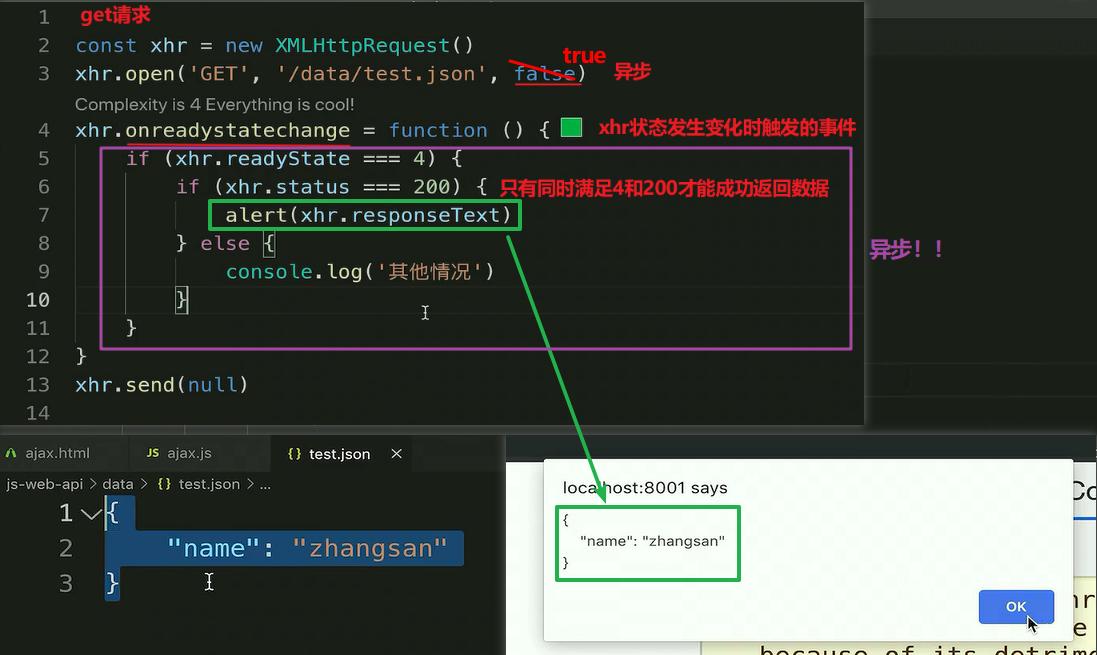 1 get请求
2 const xhr = new XMLHttpRequest()
true
3 xhr.open('GET', '/data/test.json', false) 异步
Complexity is 4 Everything is cool!
4 xhr.onreadystatechange = function () { xhr状态发生变化时触发的事件
5 if (xhr.readyState === 4) {
6 if (xhr.status === 200) { 只有同时满足4和200才能成功返回数据
7 alert(xhr.responseText)
8 } else {
异步！！
9 console.log('其他情况')
10 }
11 }
12 }
13 xhr.send(null)
14
ajax.html JS ajax.js {} test.json ×
js-web-api > data > {} test.json > ...
1 {
2 "name": "zhangsan"
3 }
localhost:8001 says
{
"name": "zhangsan"
}
OK
Co
hr
e
because of its detrim